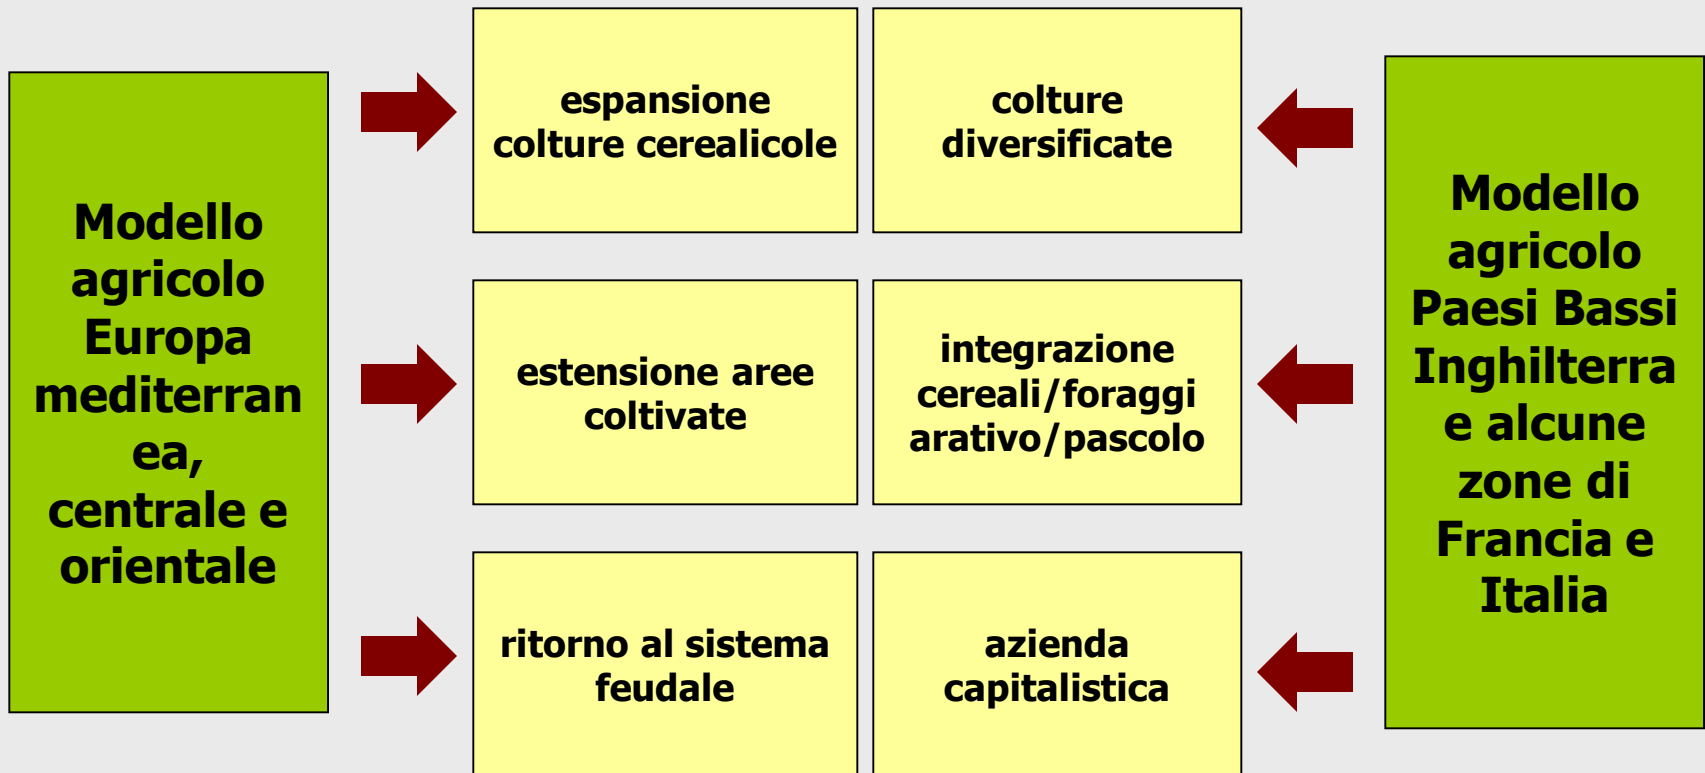 Modello
agricolo
Europa
mediterran
ea,
centrale e
orientale
espansione
colture cerealicole
colture
diversificate
estensione aree
coltivate
integrazione
cereali/foraggi
arativo/pascolo
ritorno al sistema
feudale
azienda
capitalistica
Modello
agricolo
Paesi Bassi
Inghilterra
e alcune
zone di
Francia e
Italia